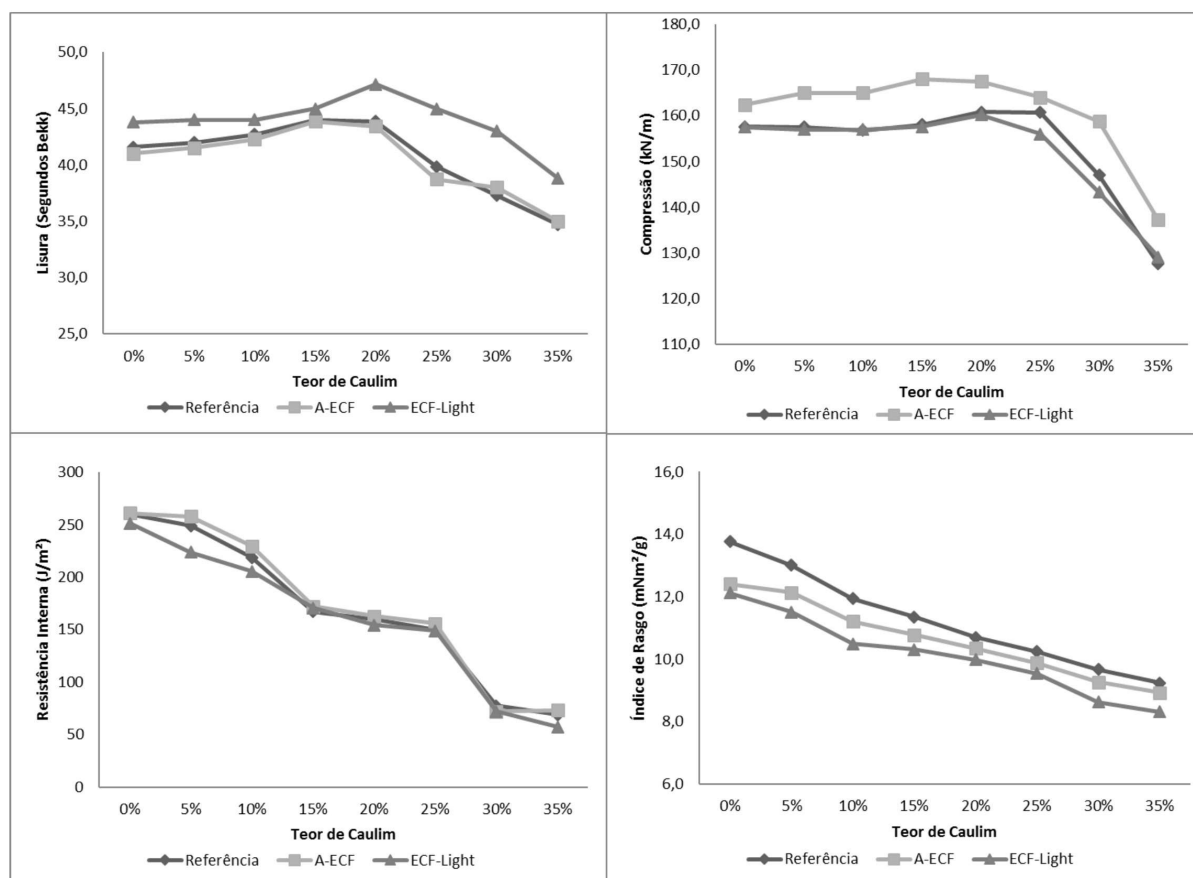 Lisura (Segundos Bekk)
50,0
45,0
40,0
35,0
30,0
25,0
0% 5% 10% 15% 20% 25% 30% 35%
Teor de Caulim
Referência A-ECF ECF-Light
Compressão (kN/m)
180,0
170,0
160,0
150,0
140,0
130,0
120,0
110,0
0% 5% 10% 15% 20% 25% 30% 35%
Teor de Caulim
Referência A-ECF ECF-Light
Resistência Interna (J/m²)
300
250
200
150
100
50
0
0% 5% 10% 15% 20% 25% 30% 35%
Teor de Caulim
Referência A-ECF ECF-Light
Índice de Rasgo (mNm²/g)
16,0
14,0
12,0
10,0
8,0
6,0
0% 5% 10% 15% 20% 25% 30% 35%
Teor de Caulim
Referência A-ECF ECF-Light